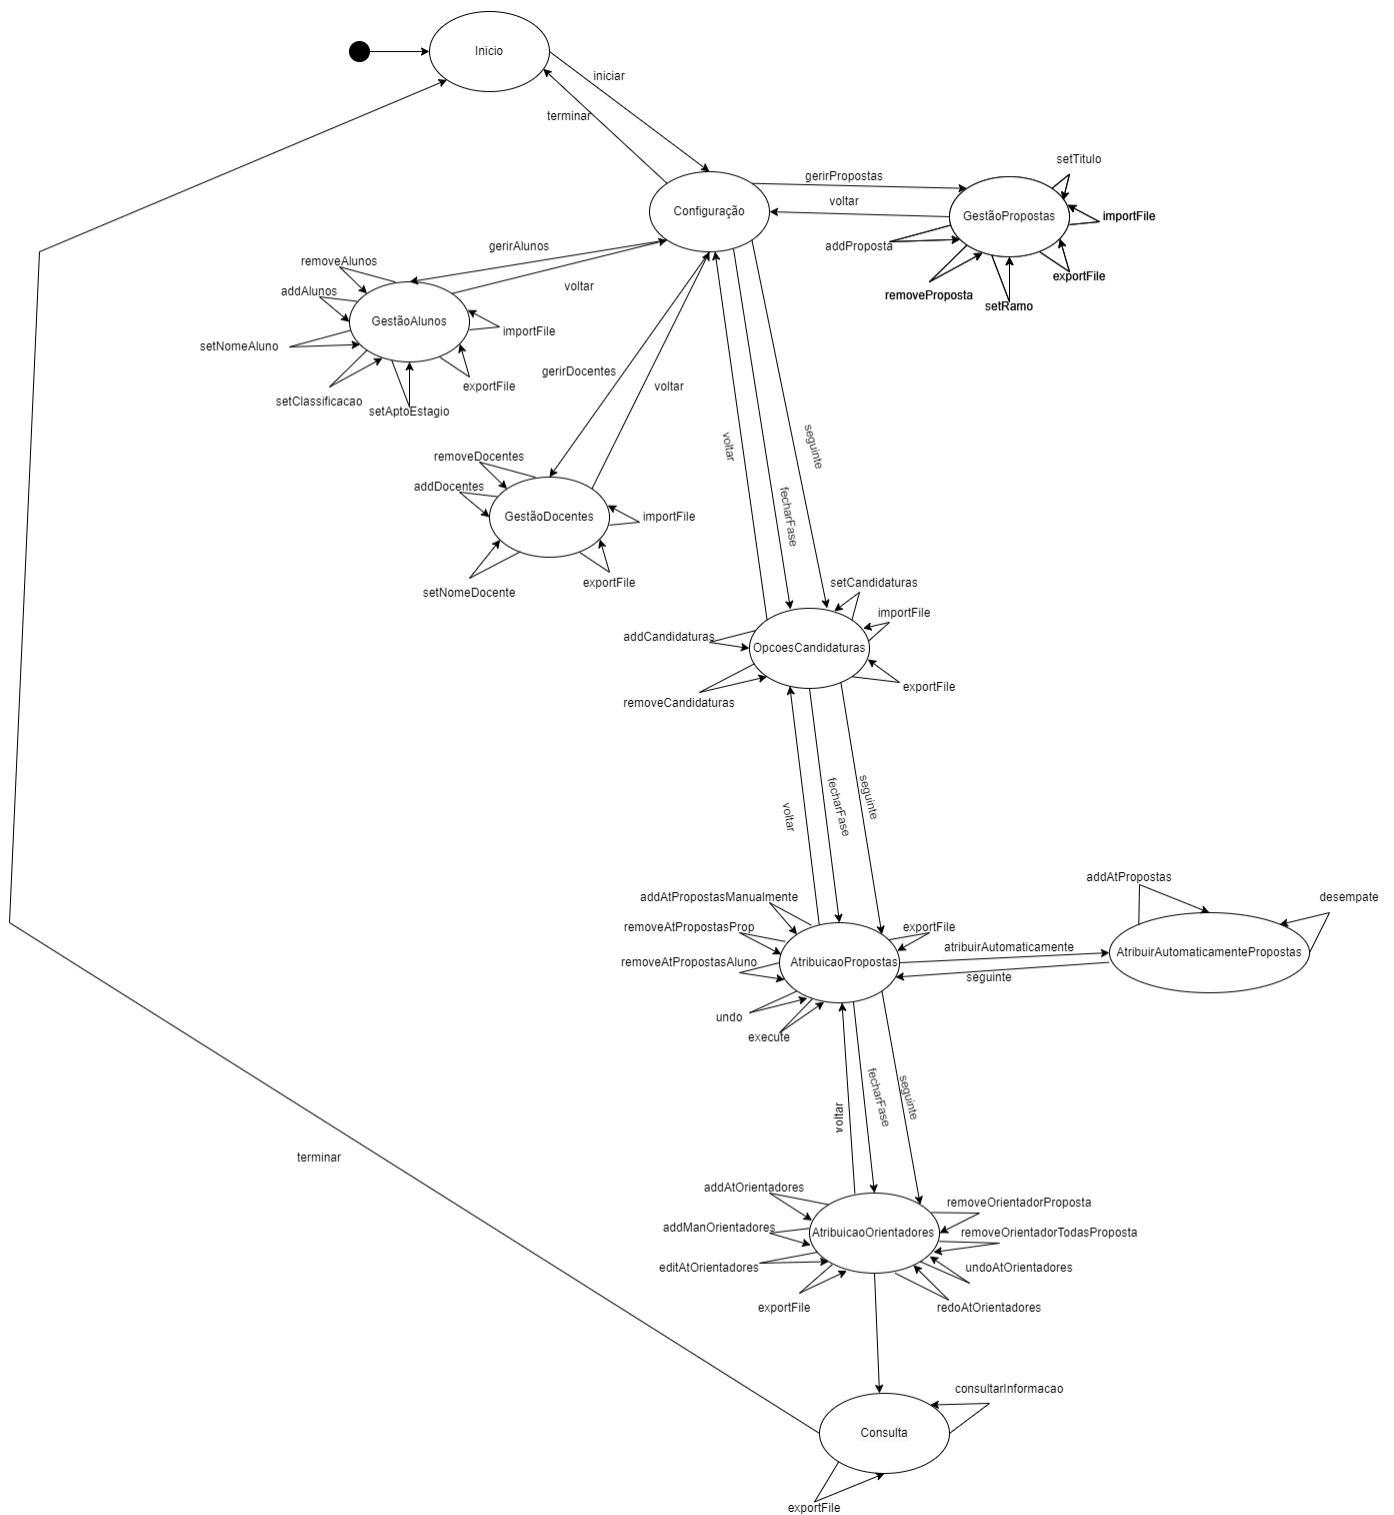 Inicio
iniciar
terminar
setTitulo
gerirPropostas
voltar
Configuração
GestãoPropostas
importFile
addProposta
exportFile
removeProposta
setRamo
gerirAlunos
voltar
removeAlunos
addAlunos
GestãoAlunos
importFile
setNomeAluno
exportFile
setClassificacao
setAptoEstagio
gerirDocentes
voltar
voltar
seguinte
fecharFase
removeDocentes
addDocentes
GestãoDocentes
importFile
exportFile
setNomeDocente
setCandidaturas
importFile
addCandidaturas
OpcoesCandidaturas
exportFile
removeCandidaturas
voltar
fecharFase
seguinte
addAtPropostas
desempate
addAtPropostasManualmente
removeAtPropostasProp
exportFile
atribuirAutomaticamente
AtribuirAutomaticamentePropostas
removeAtPropostasAluno
AtribuicaoPropostas
seguinte
undo
execute
voltar
fecharFase
seguinte
terminar
addAtOrientadores
removeOrientadorProposta
addManOrientadores
AtribuicaoOrientadores
removeOrientadorTodasProposta
editAtOrientadores
undoAtOrientadores
exportFile
redoAtOrientadores
consultarInformacao
Consulta
exportFile